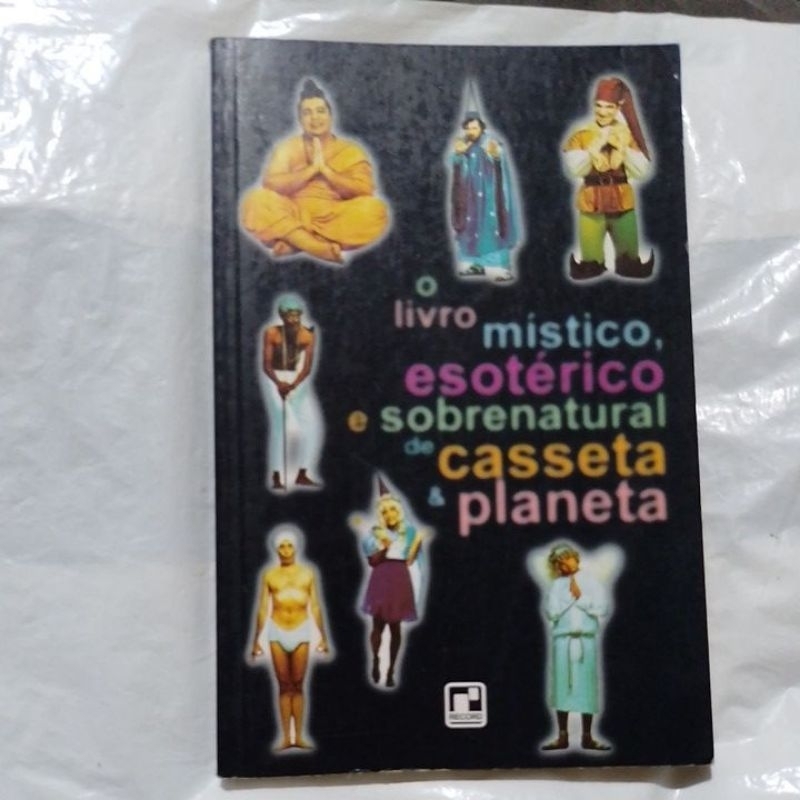 o
livro
místico,
esotérico
e sobrenatural
de
casseta
& planeta
RECORD